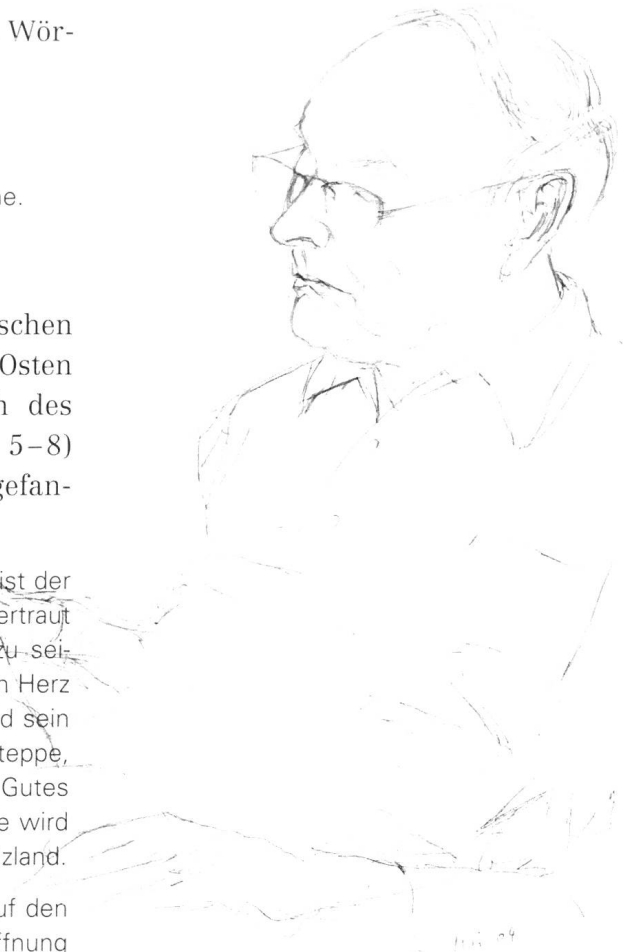 Wör-
e.
schen
Osten
des
5–8)
gefan-
ist der
ertraut
zu sei-
Herz
d sein
teppe,
Gutes
e wird
zland.
uf den
ffnung